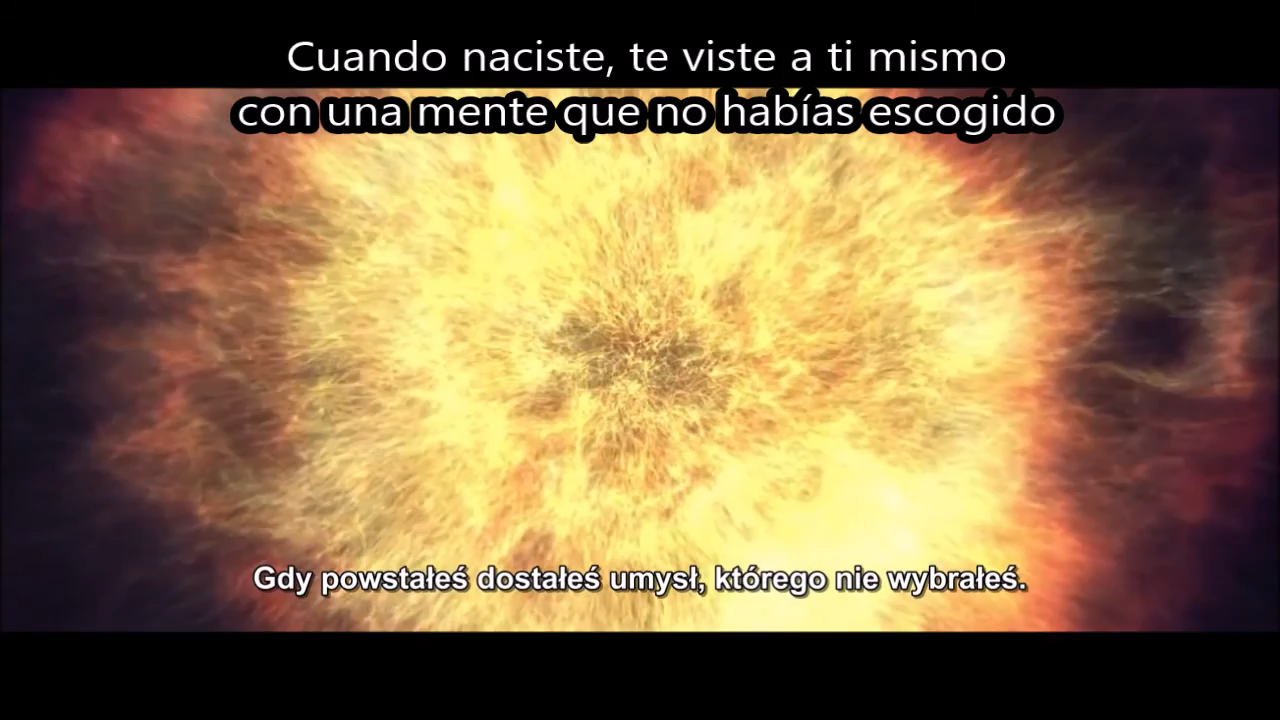 Cuando naciste, te viste a ti mismo
con una mente que no habías escogido
Gdy powstałeś dostałeś umysł, którego nie wybrałeś.